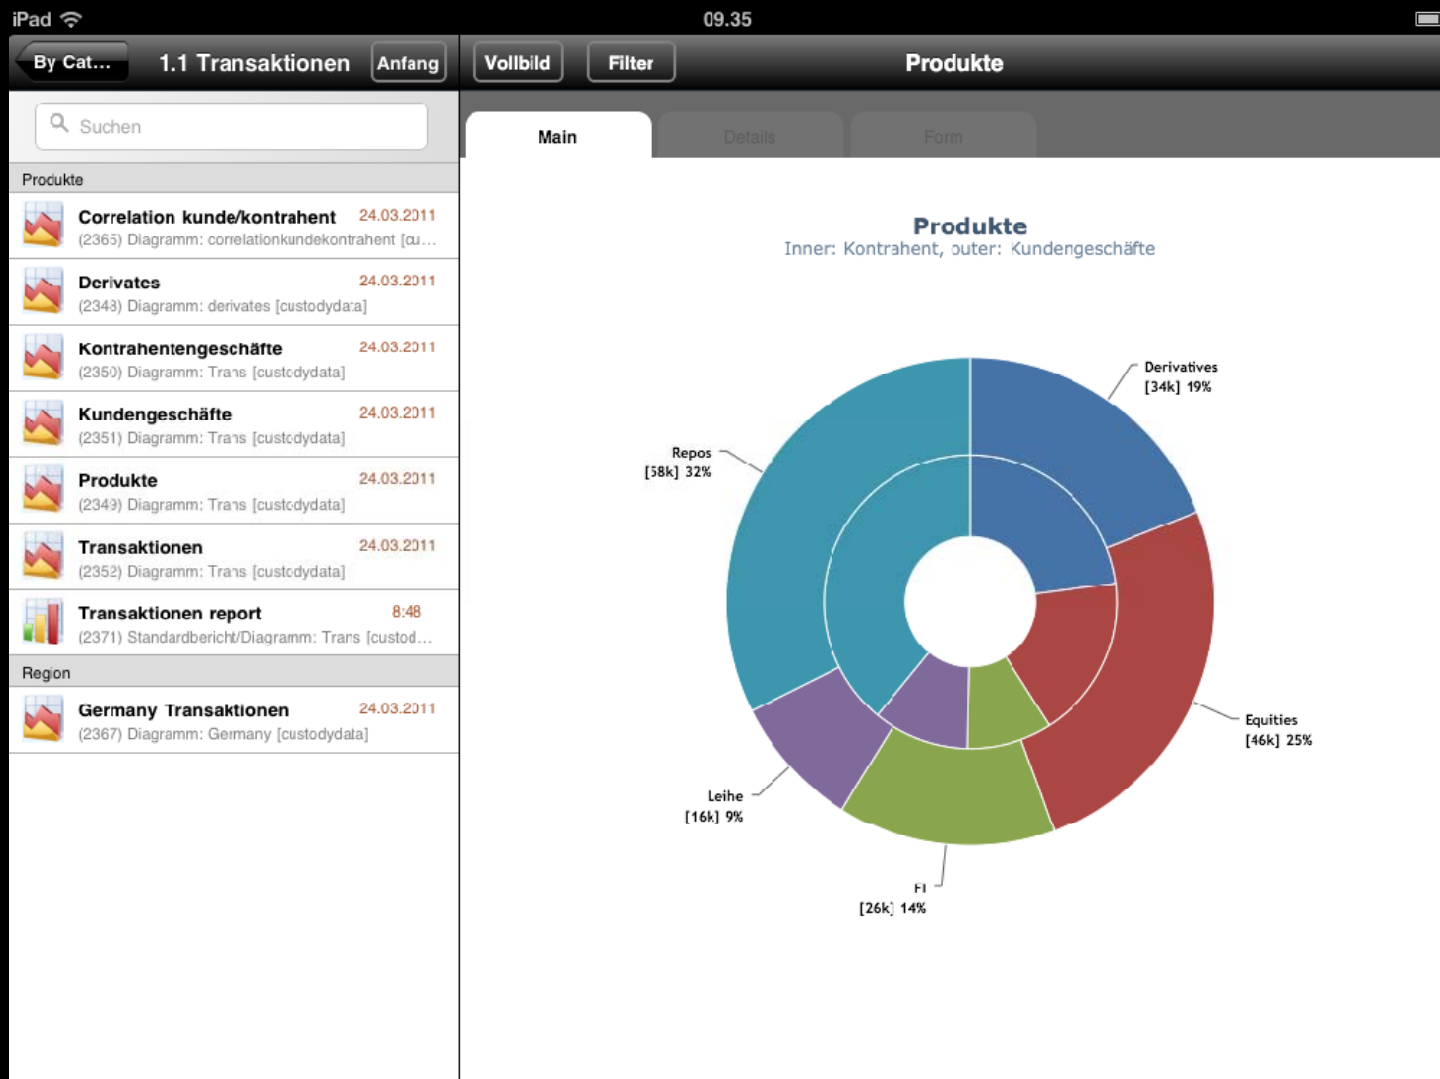 iPad
09.35
By Cat...
1.1 Transaktionen
Anfang
Vollbild
Filter
Produkte
Suchen
Main
Details
Form
Produkte
Correlation kunde/kontrahent 24.03.2011
(2365) Diagramm: correlationkundekontrahent [cu...
Derivates 24.03.2011
(2348) Diagramm: derivates [custodydata]
Kontrahentengeschäfte 24.03.2011
(2350) Diagramm: Trans [custodydata]
Kundengeschäfte 24.03.2011
(2351) Diagramm: Trans [custodydata]
Produkte 24.03.2011
(2349) Diagramm: Trans [custodydata]
Transaktionen 24.03.2011
(2352) Diagramm: Trans [custodydata]
Transaktionen report 8:48
(2371) Standardbericht/Diagramm: Trans [custod...
Region
Germany Transaktionen 24.03.2011
(2367) Diagramm: Germany [custodydata]
Produkte
Inner: Kontrahent, outer: Kundengeschäfte
Derivatives
[34k] 19%
Repos
[58k] 32%
Equities
[46k] 25%
Leihe
[16k] 9%
FI
[26k] 14%